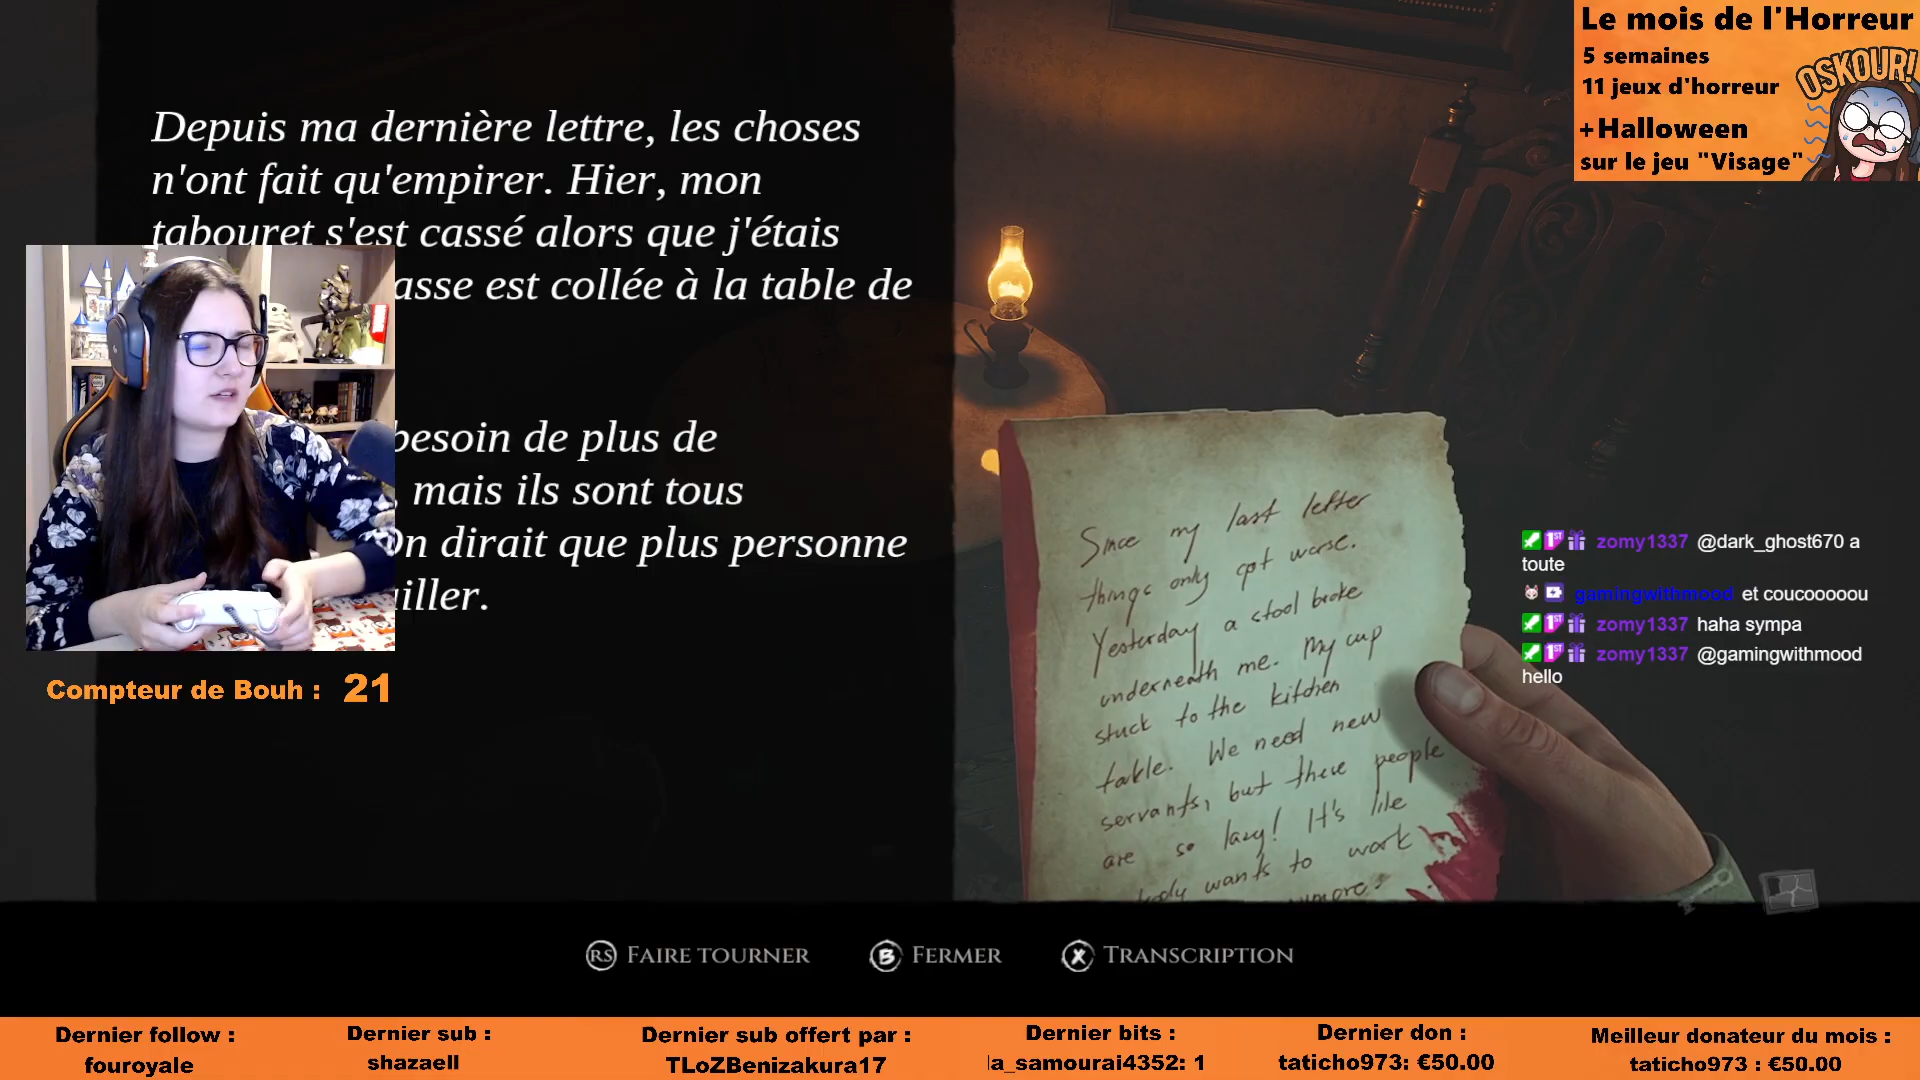 Depuis ma dernière lettre, les choses
n'ont fait qu'empirer. Hier, mon
tabouret s'est cassé alors que j'étais
asse est collée à la table de
besoin de plus de
, mais ils sont tous
On dirait que plus personne
iller.
Le mois de l'Horreur
5 semaines
11 jeux d'horreur
+Halloween
sur le jeu "Visage"
OSKOUR!
Compteur de Bouh : 21
Since my last letter
things only got worse.
Yesterday a stool broke
underneath me. My cup
stuck to the kitchen
table. We need new
servants, but these people
are so lazy! It's like
body wants to work
anymore.
zomy1337 @dark_ghost670 a
toute
gamingwithmood et coucooooou
zomy1337 haha sympa
zomy1337 @gamingwithmood
hello
RS FAIRE TOURNER
B FERMER
X TRANSCRIPTION
Dernier follow :
fouroyale
Dernier sub :
shazaell
Dernier sub offert par :
TLoZBenizakura17
Dernier bits :
la_samourai4352: 1
Dernier don :
taticho973: €50.00
Meilleur donateur du mois :
taticho973 : €50.00